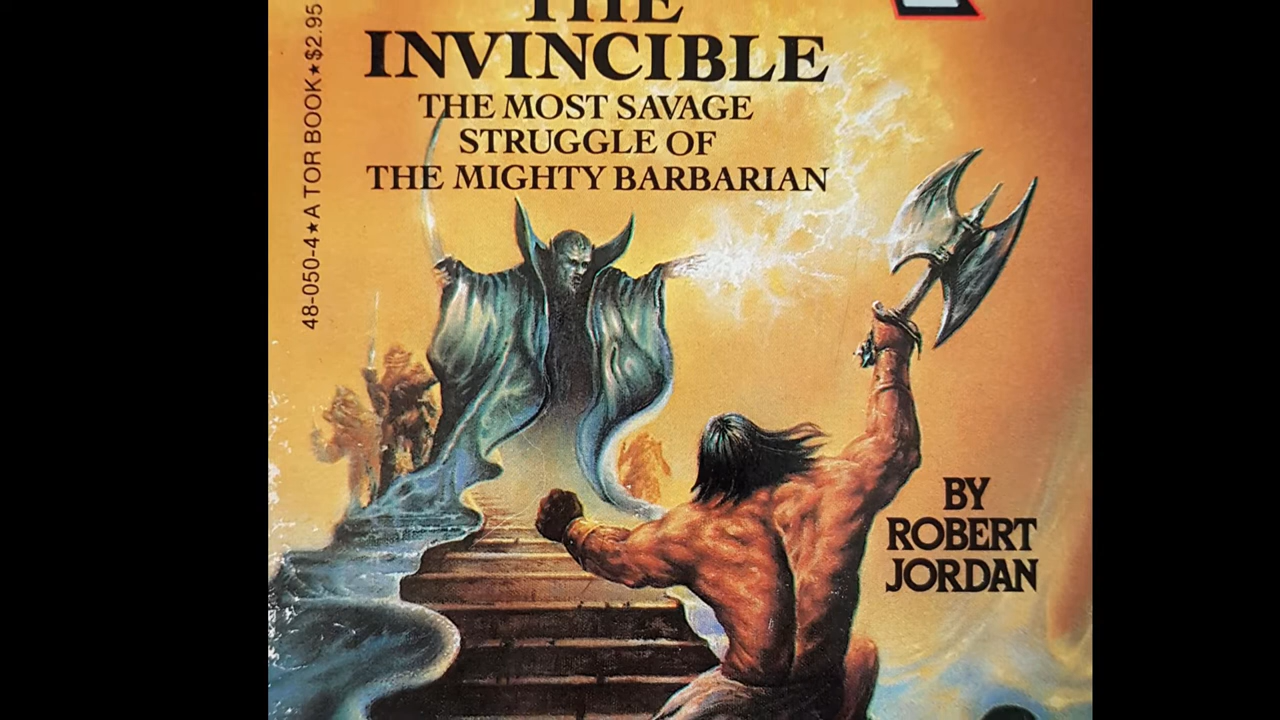 THE
INVINCIBLE
THE MOST SAVAGE
STRUGGLE OF
THE MIGHTY BARBARIAN
48-050-4★A TOR BOOK★$2.95
BY
ROBERT
JORDAN